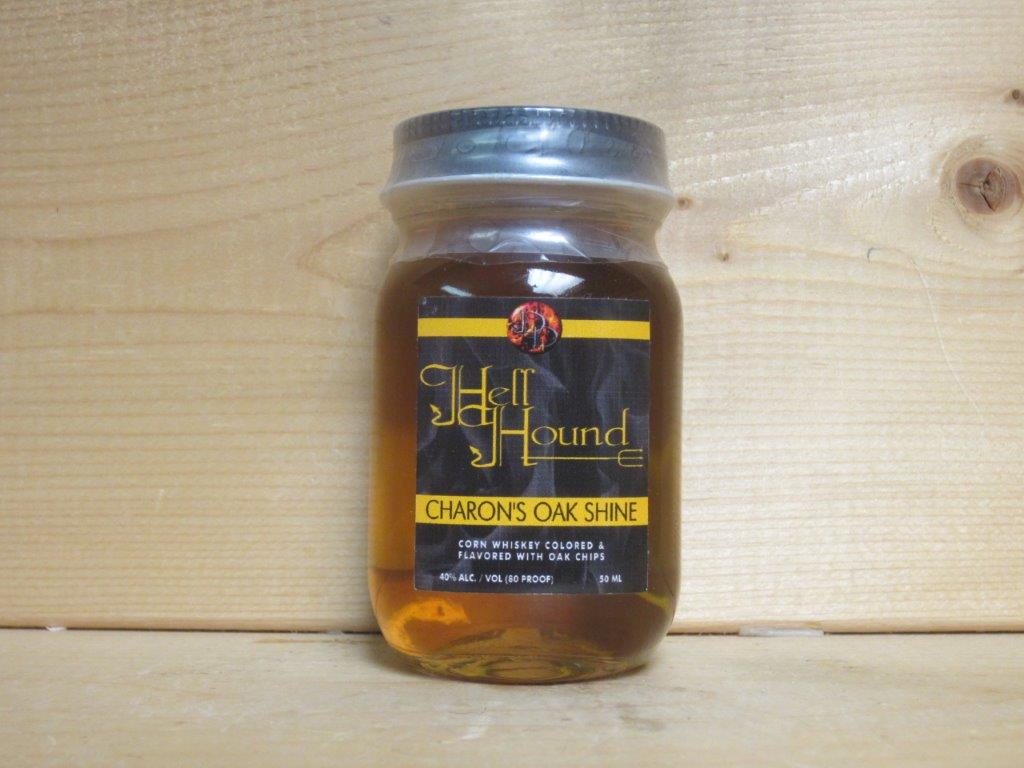 Hell
Hound
CHARON'S OAK SHINE
CORN WHISKEY COLORED &
FLAVORED WITH OAK CHIPS
40% ALC. / VOL (80 PROOF) 50 ML